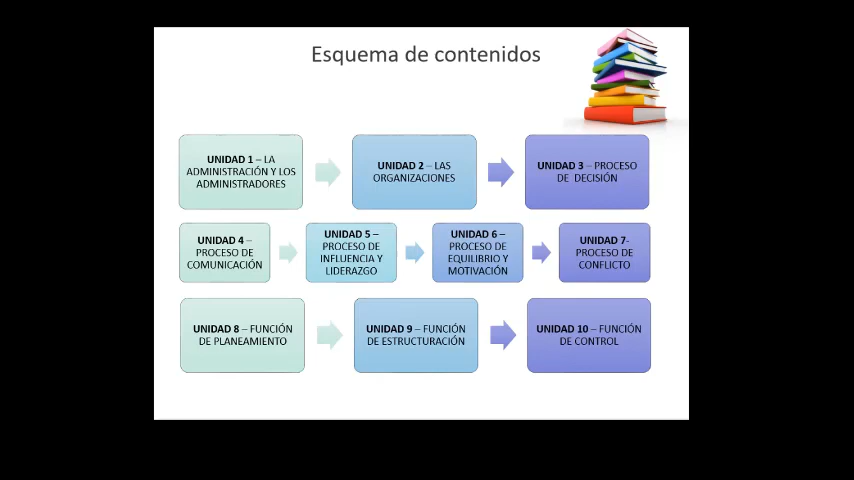 Esquema de contenidos
UNIDAD 1 – LA
ADMINISTRACIÓN Y LOS
ADMINISTRADORES
UNIDAD 2 – LAS
ORGANIZACIONES
UNIDAD 3 – PROCESO
DE DECISIÓN
UNIDAD 4 –
PROCESO DE
COMUNICACIÓN
UNIDAD 5 –
PROCESO DE
INFLUENCIA Y
LIDERAZGO
UNIDAD 6 –
PROCESO DE
EQUILIBRIO Y
MOTIVACIÓN
UNIDAD 7-
PROCESO DE
CONFLICTO
UNIDAD 8 – FUNCIÓN
DE PLANEAMIENTO
UNIDAD 9 – FUNCIÓN
DE ESTRUCTURACIÓN
UNIDAD 10 – FUNCIÓN
DE CONTROL